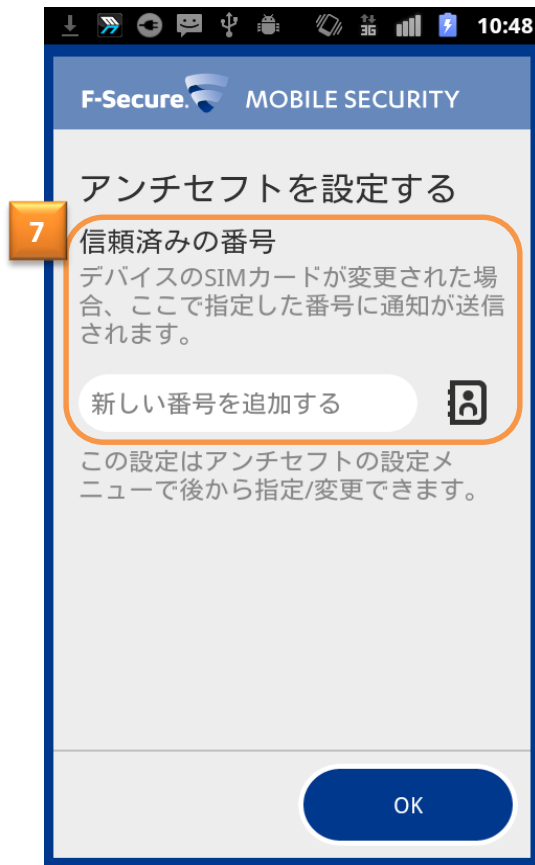 3G 10:48
F-Secure. MOBILE SECURITY
アンチセフトを設定する
7
信頼済みの番号
デバイスのSIMカードが変更された場
合、ここで指定した番号に通知が送信
されます。
新しい番号を追加する
この設定はアンチセフトの設定メ
ニューで後から指定/変更できます。
OK